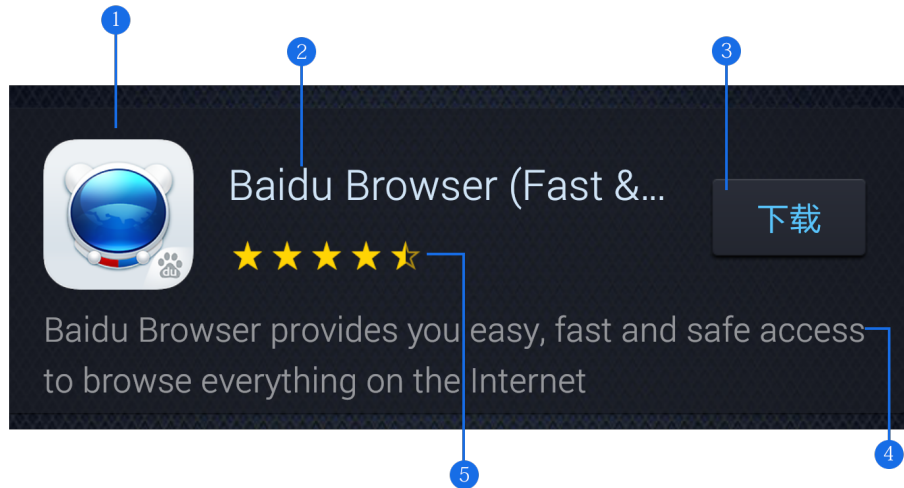 1
2
3
Baidu Browser (Fast &...
下载
du
Baidu Browser provides you easy, fast and safe access
to browse everything on the Internet
4
5